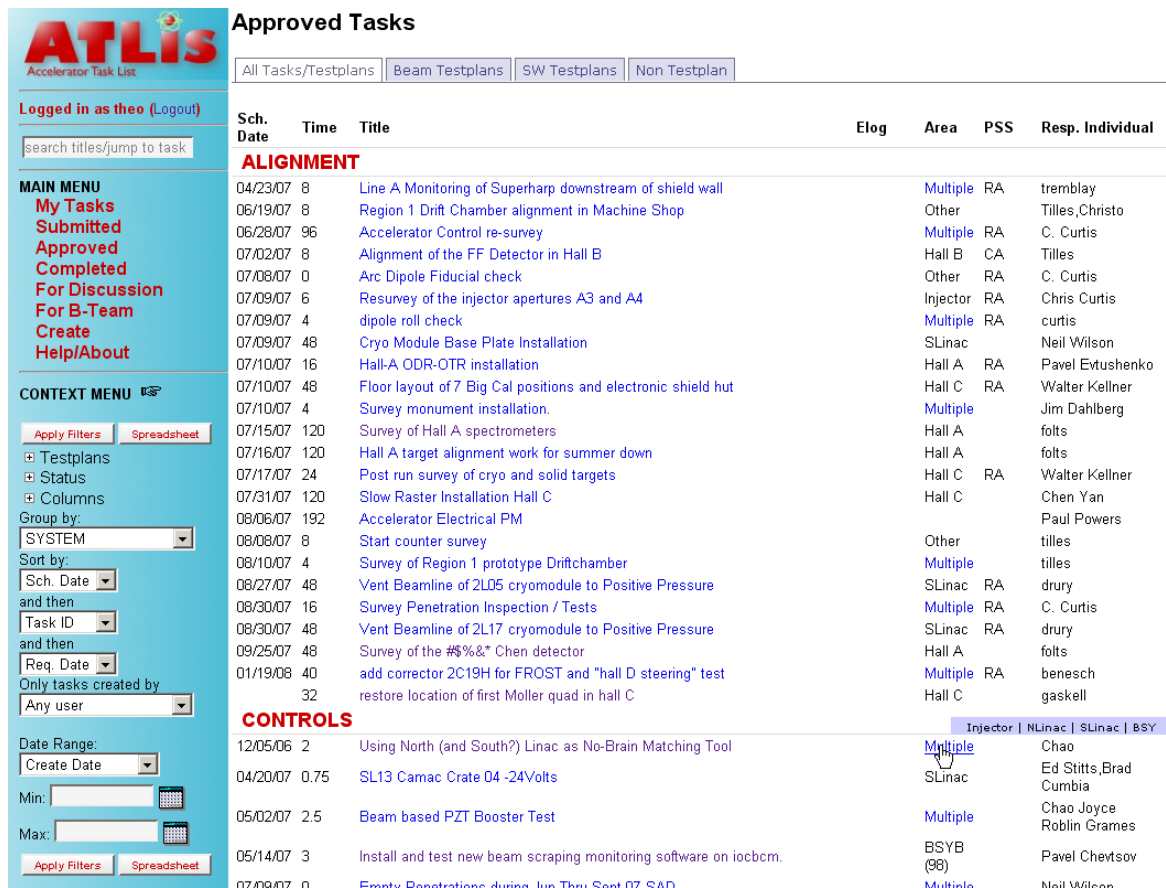 ATLis
Accelerator Task List
Logged in as theo (Logout)
search titles/jump to task
MAIN MENU
My Tasks
Submitted
Approved
Completed
For Discussion
For B-Team
Create
Help/About
CONTEXT MENU
Apply Filters Spreadsheet
Testplans
Status
Columns
Group by:
SYSTEM
Sort by:
Sch. Date
and then
Task ID
and then
Req. Date
Only tasks created by
Any user
Date Range:
Create Date
Min:
Max:
Apply Filters Spreadsheet
Approved Tasks
All Tasks/Testplans Beam Testplans SW Testplans Non Testplan
Sch. Date Time Title Elog Area PSS Resp. Individual
ALIGNMENT
04/23/07 8 Line A Monitoring of Superharp downstream of shield wall Multiple RA tremblay
06/19/07 8 Region 1 Drift Chamber alignment in Machine Shop Other Tilles,Christo
06/28/07 96 Accelerator Control re-survey Multiple RA C. Curtis
07/02/07 8 Alignment of the FF Detector in Hall B Hall B CA Tilles
07/08/07 0 Arc Dipole Fiducial check Other RA C. Curtis
07/09/07 6 Resurvey of the injector apertures A3 and A4 Injector RA Chris Curtis
07/09/07 4 dipole roll check Multiple RA curtis
07/09/07 48 Cryo Module Base Plate Installation SLinac Neil Wilson
07/10/07 16 Hall-A ODR-OTR installation Hall A RA Pavel Evtushenko
07/10/07 48 Floor layout of 7 Big Cal positions and electronic shield hut Hall C RA Walter Kellner
07/10/07 4 Survey monument installation. Multiple Jim Dahlberg
07/15/07 120 Survey of Hall A spectrometers Hall A folts
07/16/07 120 Hall A target alignment work for summer down Hall A folts
07/17/07 24 Post run survey of cryo and solid targets Hall C RA Walter Kellner
07/31/07 120 Slow Raster Installation Hall C Hall C Chen Yan
08/06/07 192 Accelerator Electrical PM Paul Powers
08/08/07 8 Start counter survey Other tilles
08/10/07 4 Survey of Region 1 prototype Driftchamber Multiple tilles
08/27/07 48 Vent Beamline of 2L05 cryomodule to Positive Pressure SLinac RA drury
08/30/07 16 Survey Penetration Inspection / Tests Multiple RA C. Curtis
08/30/07 48 Vent Beamline of 2L17 cryomodule to Positive Pressure SLinac RA drury
09/25/07 48 Survey of the #$%&* Chen detector Hall A folts
01/19/08 40 add corrector 2C19H for FROST and "hall D steering" test Multiple RA benesch
32 restore location of first Moller quad in hall C Hall C gaskell
CONTROLS
Injector | NLinac | SLinac | BSY
12/05/06 2 Using North (and South?) Linac as No-Brain Matching Tool Multiple Chao
04/20/07 0.75 SL13 Camac Crate 04 -24Volts SLinac Ed Stitts,Brad Cumbia
05/02/07 2.5 Beam based PZT Booster Test Multiple Chao Joyce Roblin Grames
05/14/07 3 Install and test new beam scraping monitoring software on iocbcm. BSYB (98) Pavel Chevtsov
07/09/07 0 Empty Penetrations during Jun Thru Sept 07 SAD Multiple Neil Wilson